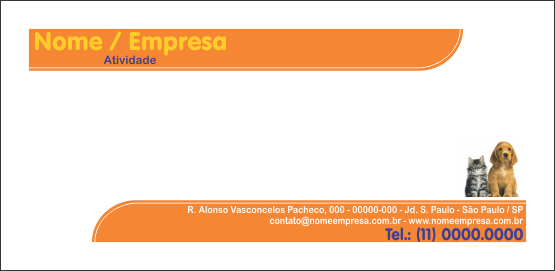 Nome / Empresa
Atividade
R. Alonso Vasconcelos Pacheco, 000 - 00000-000 - Jd. S. Paulo - São Paulo / SP
contato@nomeempresa.com.br - www.nomeempresa.com.br
Tel.: (11) 0000.0000